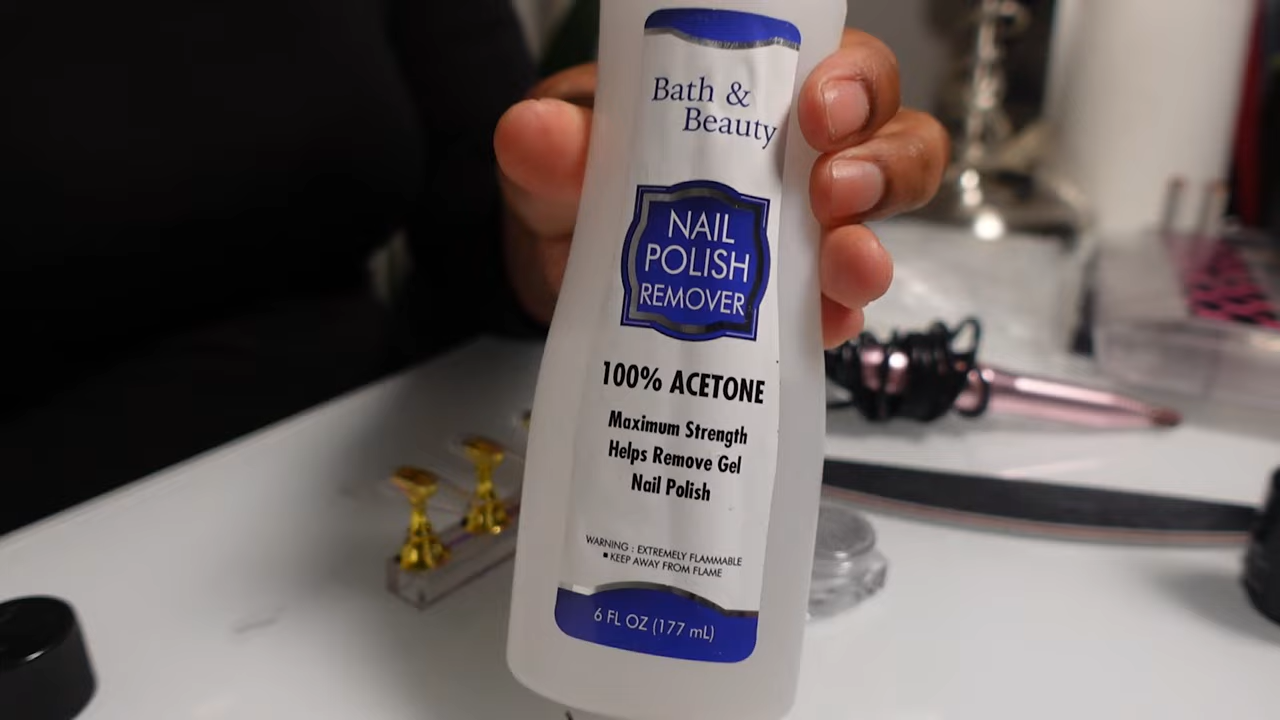 Bath &
Beauty
NAIL
POLISH
REMOVER
100% ACETONE
Maximum Strength
Helps Remove Gel
Nail Polish
WARNING : EXTREMELY FLAMMABLE
▪ KEEP AWAY FROM FLAME
6 FL OZ (177 mL)